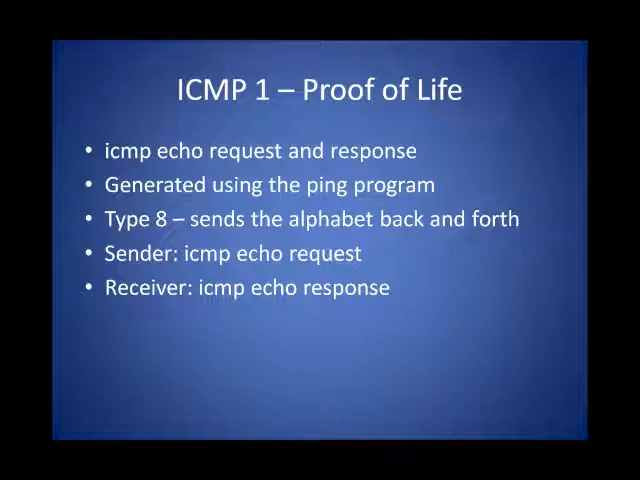 ICMP 1 – Proof of Life
• icmp echo request and response
• Generated using the ping program
• Type 8 – sends the alphabet back and forth
• Sender: icmp echo request
• Receiver: icmp echo response